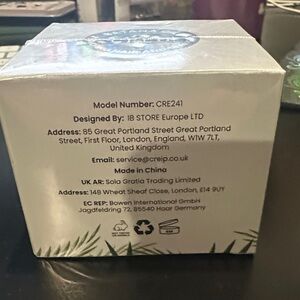 Model Number: CRE241
Designed By: 1B STORE Europe LTD
Address: 85 Great Portland Street Great Portland
Street, First Floor, London, England, W1W 7LT,
United Kingdom
Email: service@creip.co.uk
Made in China
UK AR: Sola Gratia Trading Limited
Address: 14B Wheat Sheaf Close, London, E14 9UY
EC REP: Bowen International GmbH
Jagdfeldring 72, 85540 Haar Germany